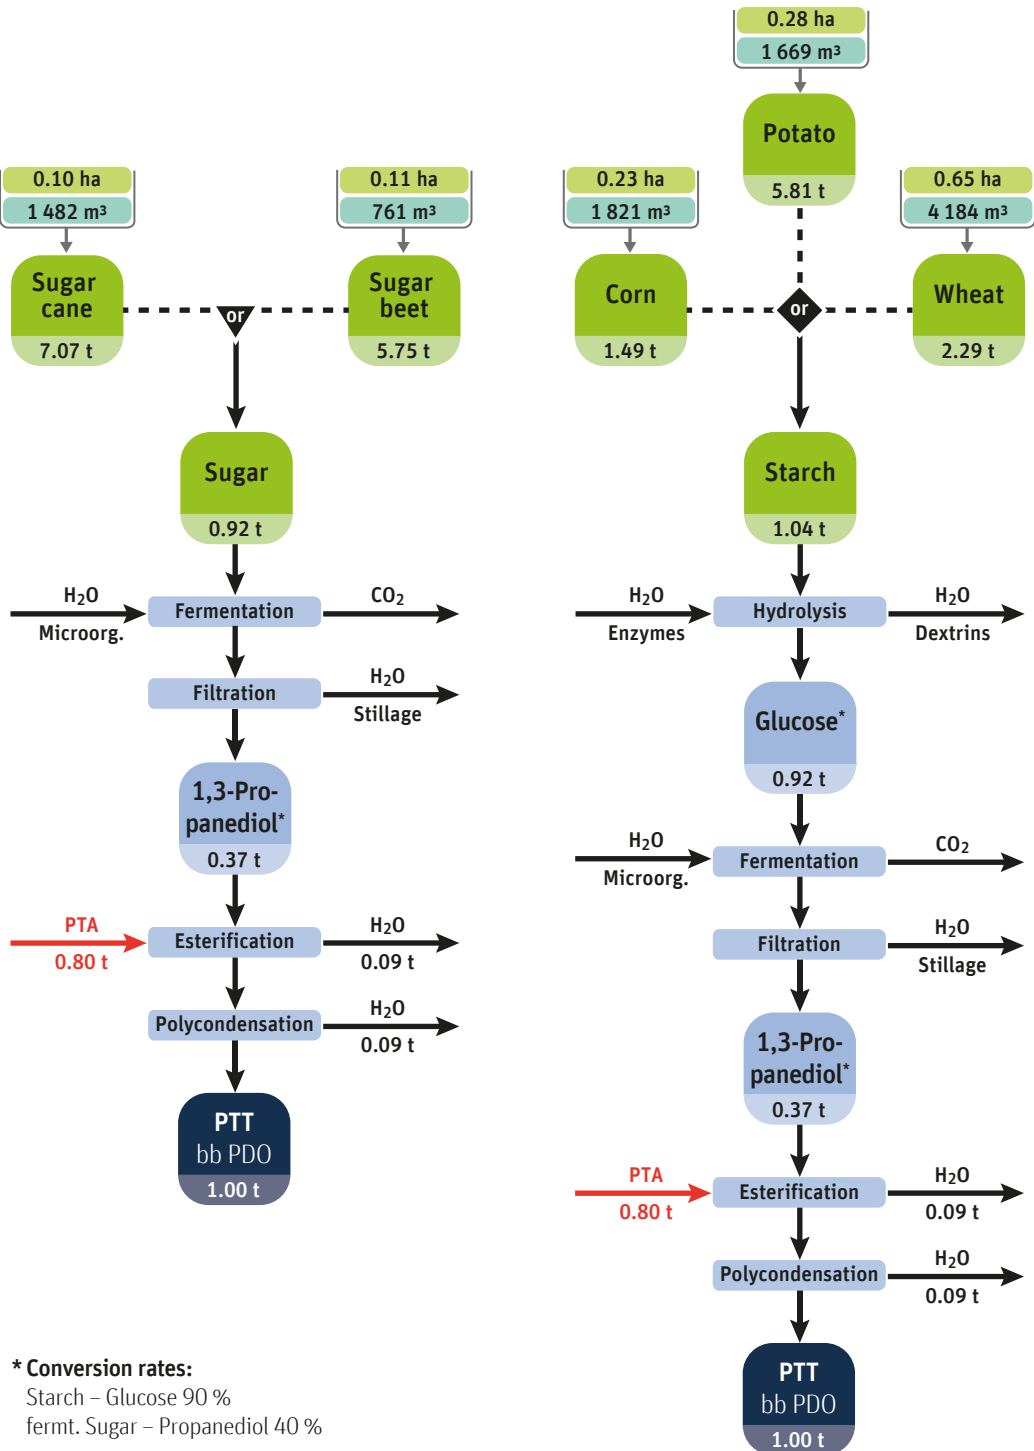 0.10 ha
1 482 m³
Sugar
cane
7.07 t
0.11 ha
761 m³
Sugar
beet
5.75 t
or
Sugar
0.92 t
H₂O
Microorg.
Fermentation
CO₂
Filtration
H₂O
Stillage
1,3-Pro-
panediol*
0.37 t
PTA
0.80 t
Esterification
H₂O
0.09 t
Polycondensation
H₂O
0.09 t
PTT
bb PDO
1.00 t
0.28 ha
1 669 m³
Potato
5.81 t
0.23 ha
1 821 m³
Corn
1.49 t
or
0.65 ha
4 184 m³
Wheat
2.29 t
Starch
1.04 t
H₂O
Enzymes
Hydrolysis
H₂O
Dextrins
Glucose*
0.92 t
H₂O
Microorg.
Fermentation
CO₂
Filtration
H₂O
Stillage
1,3-Pro-
panediol*
0.37 t
PTA
0.80 t
Esterification
H₂O
0.09 t
Polycondensation
H₂O
0.09 t
PTT
bb PDO
1.00 t
* Conversion rates:
Starch – Glucose 90 %
fermt. Sugar – Propanediol 40 %